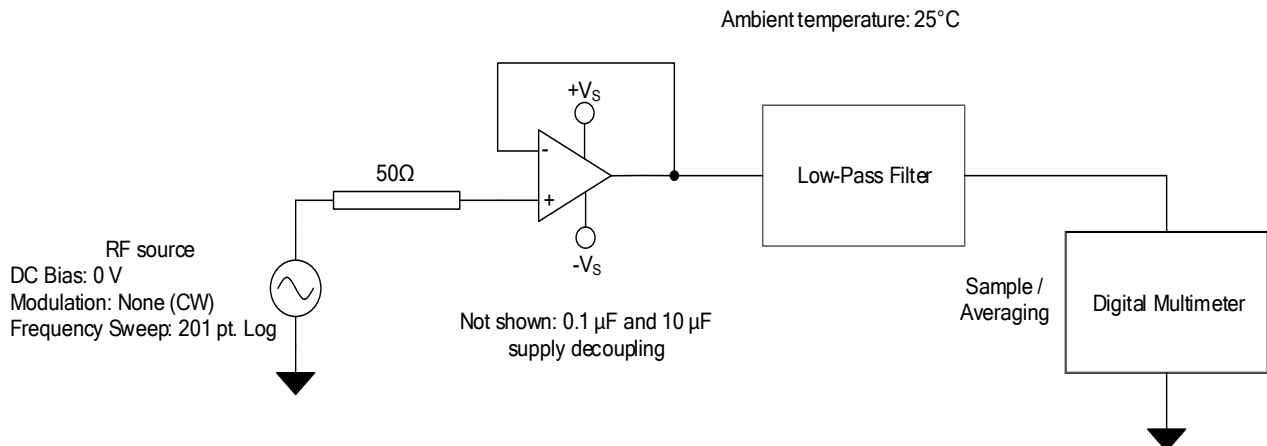 Ambient temperature: 25°C
+VS
50Ω
-
+
-VS
Low-Pass Filter
RF source
DC Bias: 0 V
Modulation: None (CW)
Frequency Sweep: 201 pt. Log
Not shown: 0.1 µF and 10 µF
supply decoupling
Sample /
Averaging
Digital Multimeter